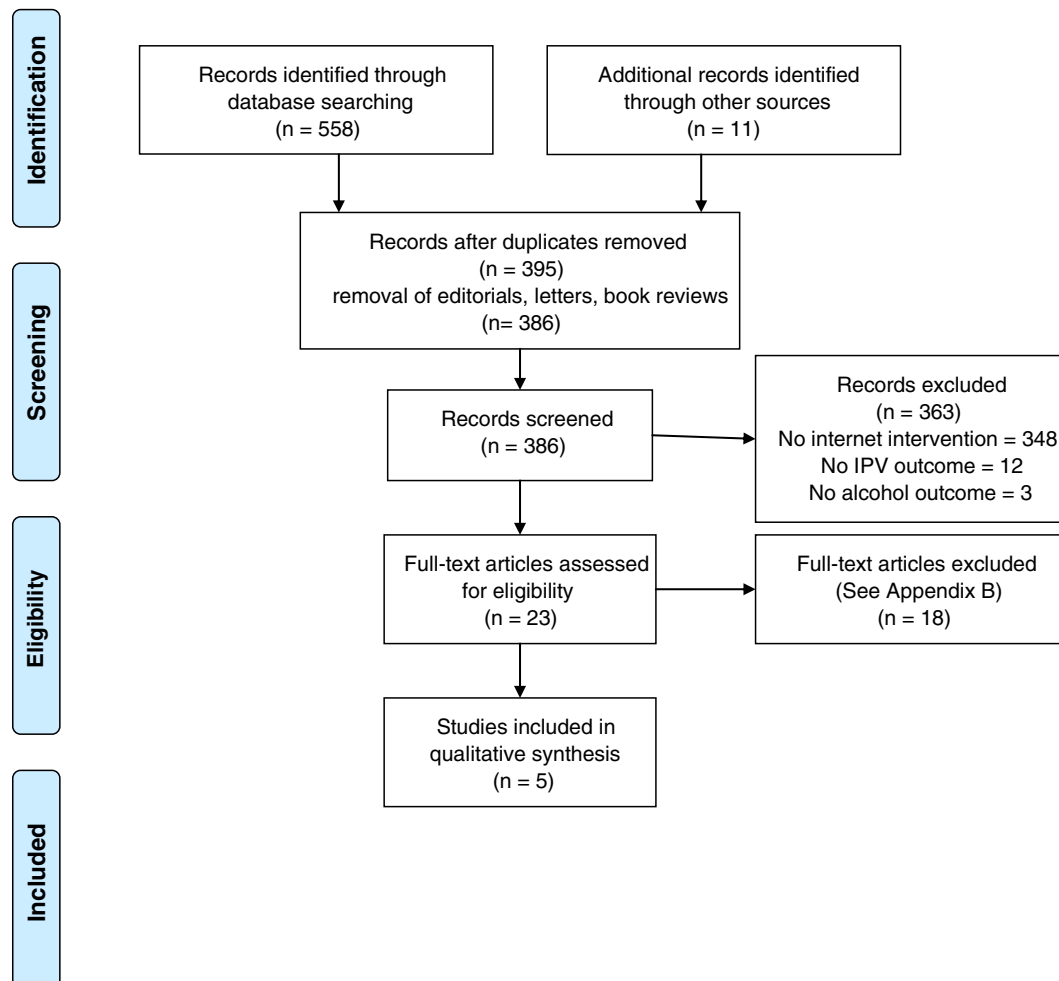 Identification
Records identified through
database searching
(n = 558)
Additional records identified
through other sources
(n = 11)
Records after duplicates removed
(n = 395)
removal of editorials, letters, book reviews
(n= 386)
Screening
Records screened
(n = 386)
Records excluded
(n = 363)
No internet intervention = 348
No IPV outcome = 12
No alcohol outcome = 3
Eligibility
Full-text articles assessed
for eligibility
(n = 23)
Full-text articles excluded
(See Appendix B)
(n = 18)
Studies included in
qualitative synthesis
(n = 5)
Included